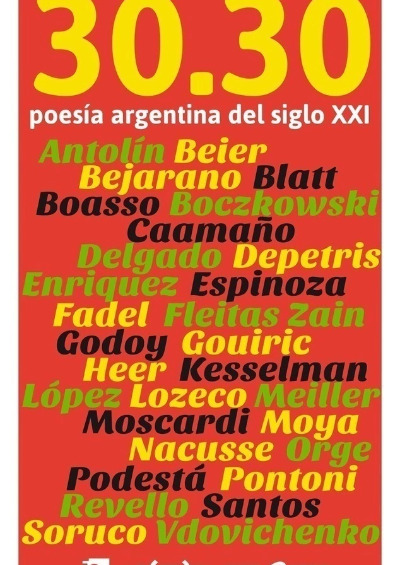 30.30
poesía argentina del siglo XXI
Antolín Beier
Bejarano Blatt
Boasso Boczkowski
Caamaño
Delgado Depetris
Enriquez Espinoza
Fadel Fleitas Zain
Godoy Gouiric
Heer Kesselman
López Lozeco Meiller
Moscardi Moya
Nacusse Orge
Podestá Pontoni
Revello Santos
Soruco Vdovichenko